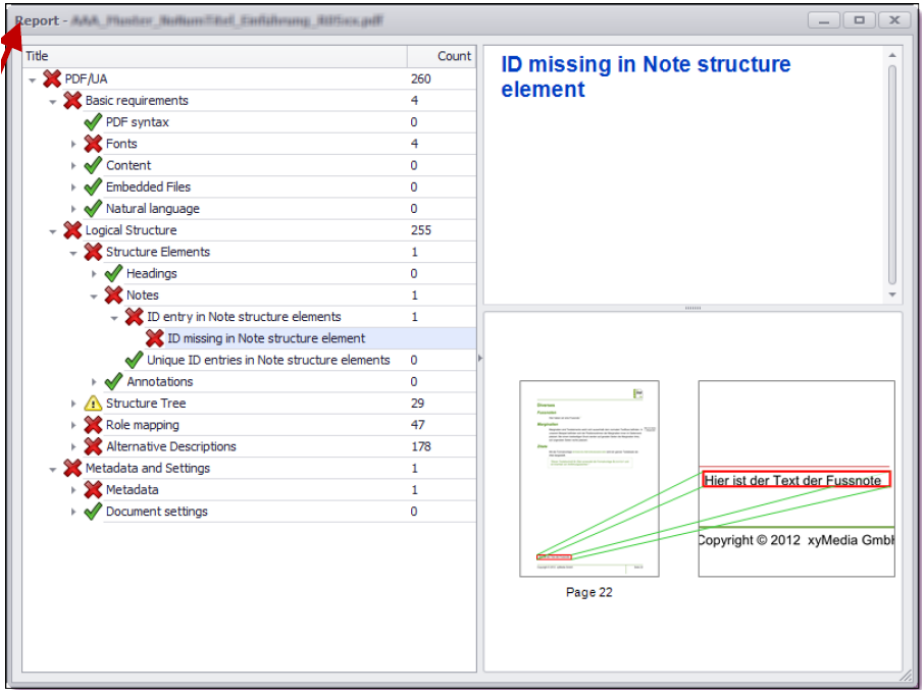 Report -
Title Count
PDF/UA 260
Basic requirements 4
PDF syntax 0
Fonts 4
Content 0
Embedded Files 0
Natural language 0
Logical Structure 255
Structure Elements 1
Headings 0
Notes 1
ID entry in Note structure elements 1
ID missing in Note structure element
Unique ID entries in Note structure elements 0
Annotations 0
Structure Tree 29
Role mapping 47
Alternative Descriptions 178
Metadata and Settings 1
Metadata 1
Document settings 0
ID missing in Note structure
element
Hier ist der Text der Fussnote
Copyright © 2012 xyMedia GmbH
Page 22